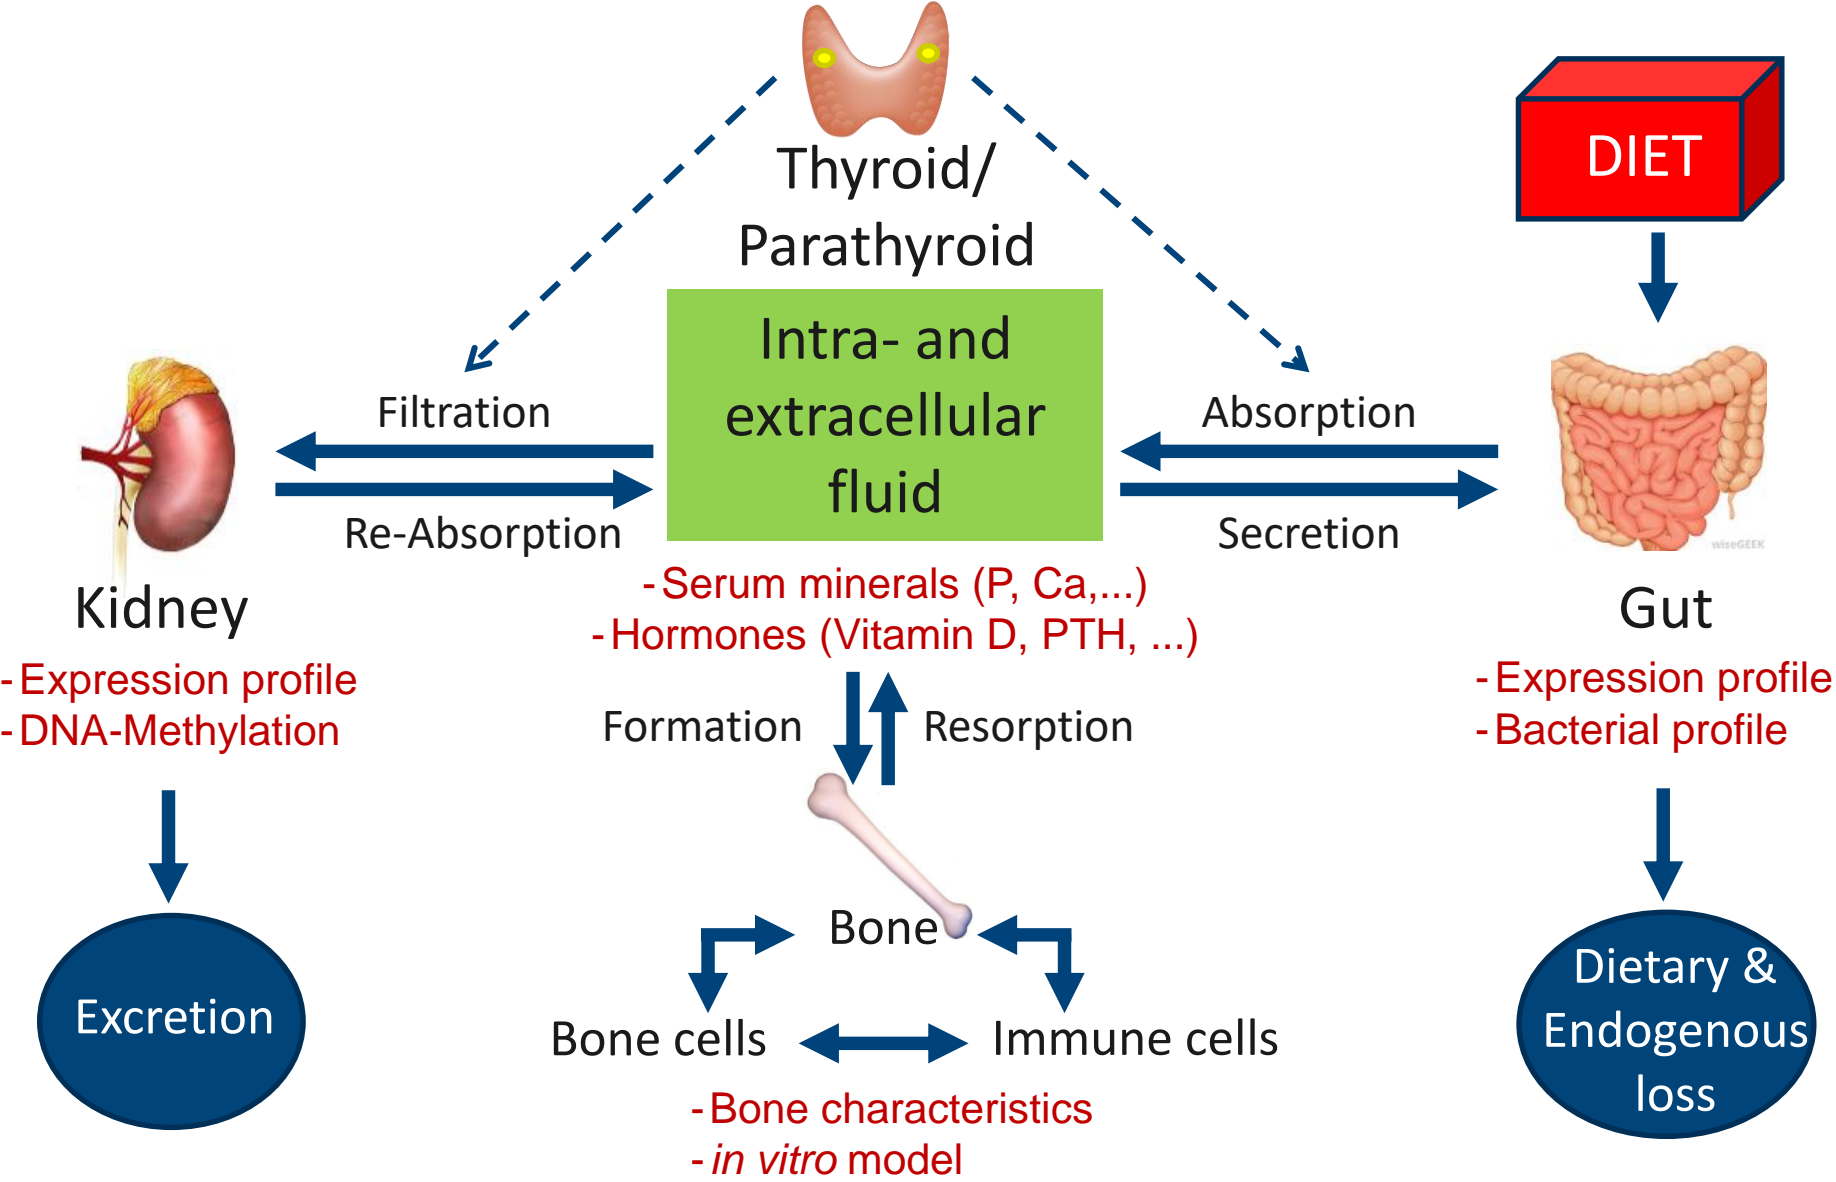 Thyroid/
Parathyroid
DIET
Intra- and
extracellular
fluid
Filtration
Re-Absorption
Absorption
Secretion
wiseGEEK
Kidney
- Expression profile
- DNA-Methylation
- Serum minerals (P, Ca,...)
- Hormones (Vitamin D, PTH, ...)
Gut
- Expression profile
- Bacterial profile
Formation
Resorption
Bone
Bone cells
Immune cells
- Bone characteristics
- in vitro model
Excretion
Dietary &
Endogenous
loss